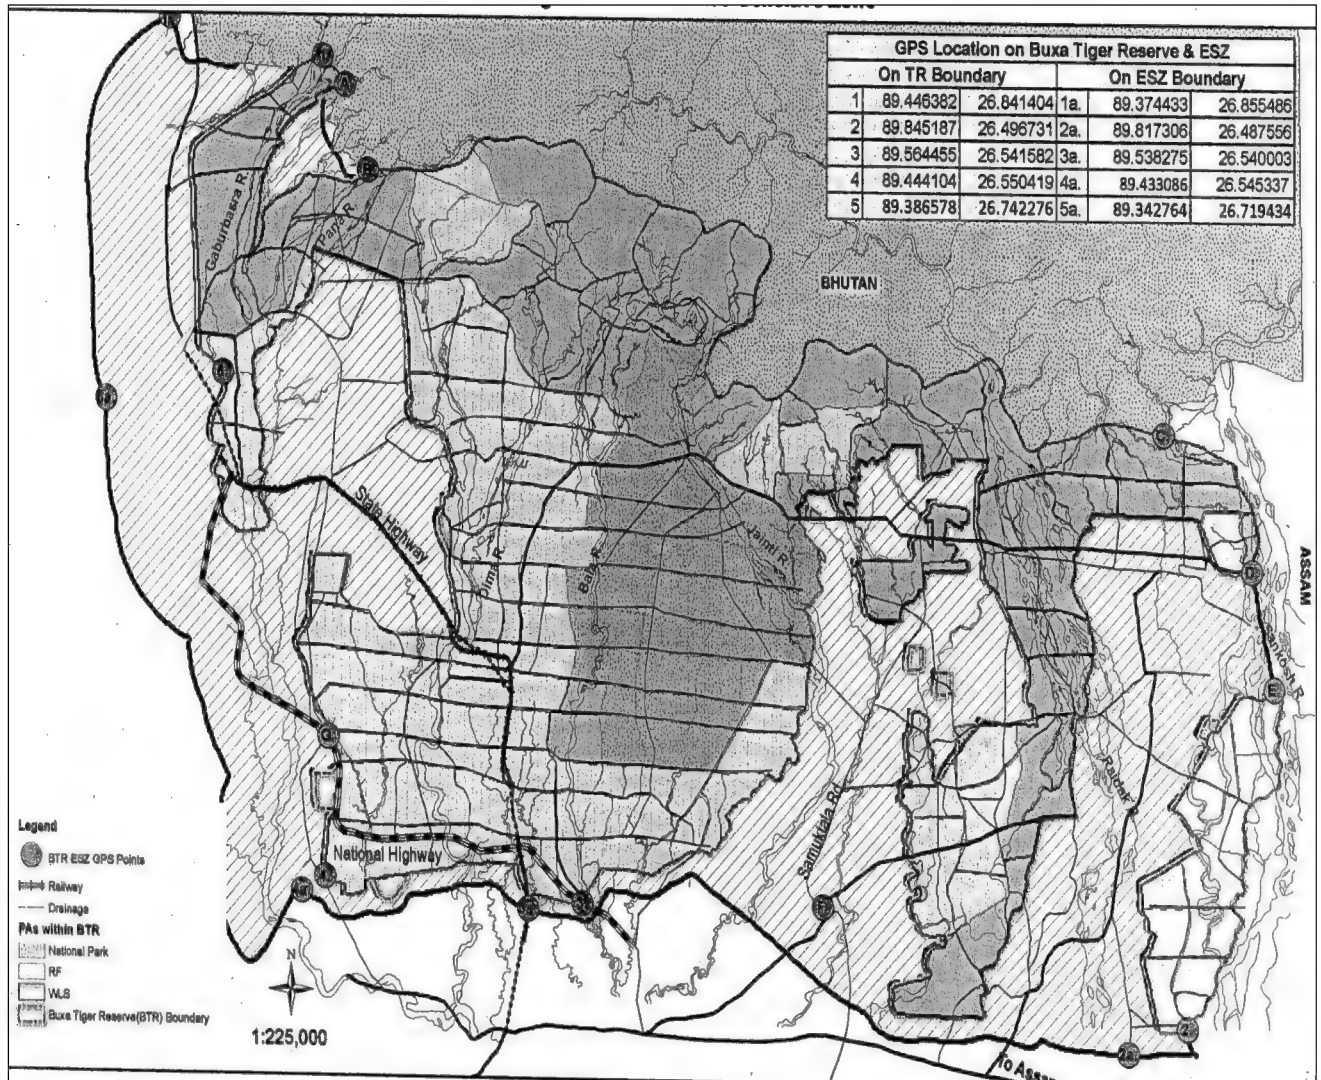 GPS Location on Buxa Tiger Reserve & ESZ
On TR Boundary On ESZ Boundary
1 89.446382 26.841404 1a. 89.374433 26.855486
2 89.845187 26.496731 2a. 89.817306 26.487556
3 89.564455 26.541582 3a. 89.538275 26.540003
4 89.444104 26.550419 4a. 89.433086 26.545337
5 89.386578 26.742276 5a. 89.342764 26.719434
BHUTAN
Gaburbasra R.
Pana R.
State Highway
Dima R.
Bala R.
Jainti R.
ASSAM
Sankosh R.
Raidak
Samuktala Rd
National Highway
To Assam
Legend
BTR ESZ GPS Points
Railway
Drainage
PAs within BTR
National Park
RF
WLS
Buxa Tiger Reserve(BTR) Boundary
N
1:225,000